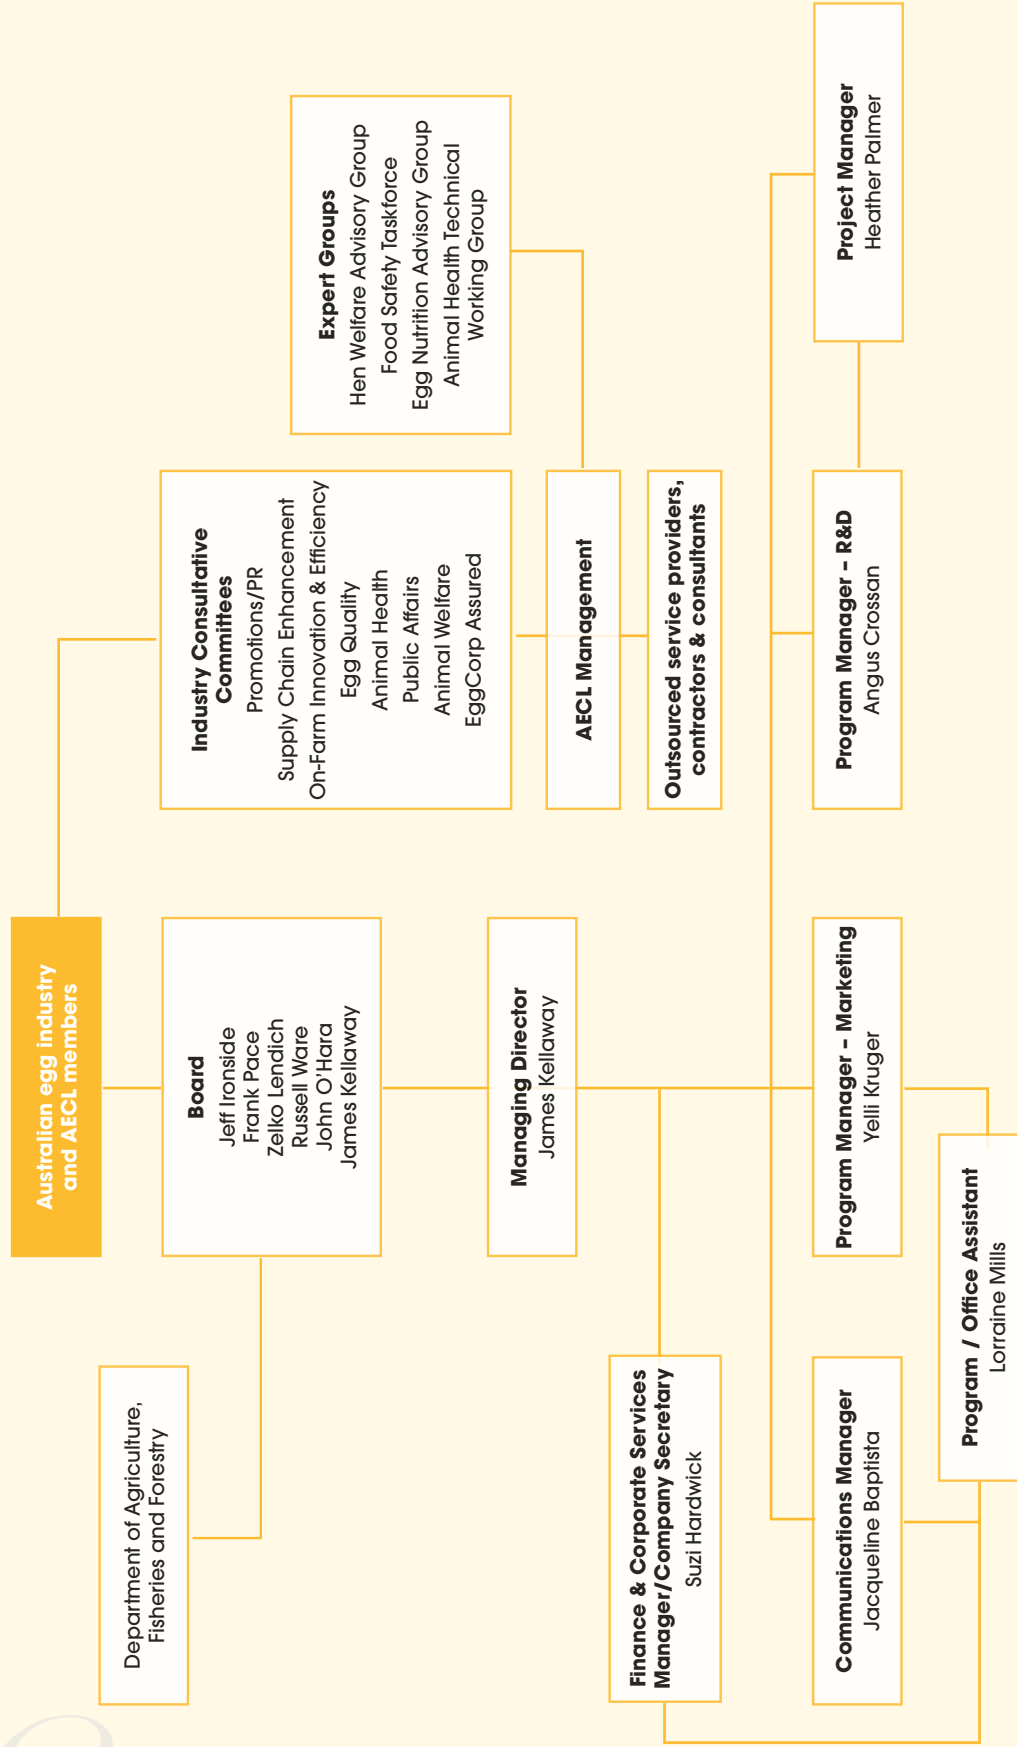 Australian egg industry
and AECL members
Department of Agriculture,
Fisheries and Forestry
Board
Jeff Ironside
Frank Pace
Zelko Lendich
Russell Ware
John O’Hara
James Kellaway
Industry Consultative
Committees
Promotions/PR
Supply Chain Enhancement
On-Farm Innovation & Efficiency
Egg Quality
Animal Health
Public Affairs
Animal Welfare
EggCorp Assured
Expert Groups
Hen Welfare Advisory Group
Food Safety Taskforce
Egg Nutrition Advisory Group
Animal Health Technical
Working Group
Managing Director
James Kellaway
AECL Management
Outsourced service providers,
contractors & consultants
Finance & Corporate Services
Manager/Company Secretary
Suzi Hardwick
Communications Manager
Jacqueline Baptista
Program Manager – Marketing
Yelli Kruger
Program Manager – R&D
Angus Crossan
Project Manager
Heather Palmer
Program / Office Assistant
Lorraine Mills